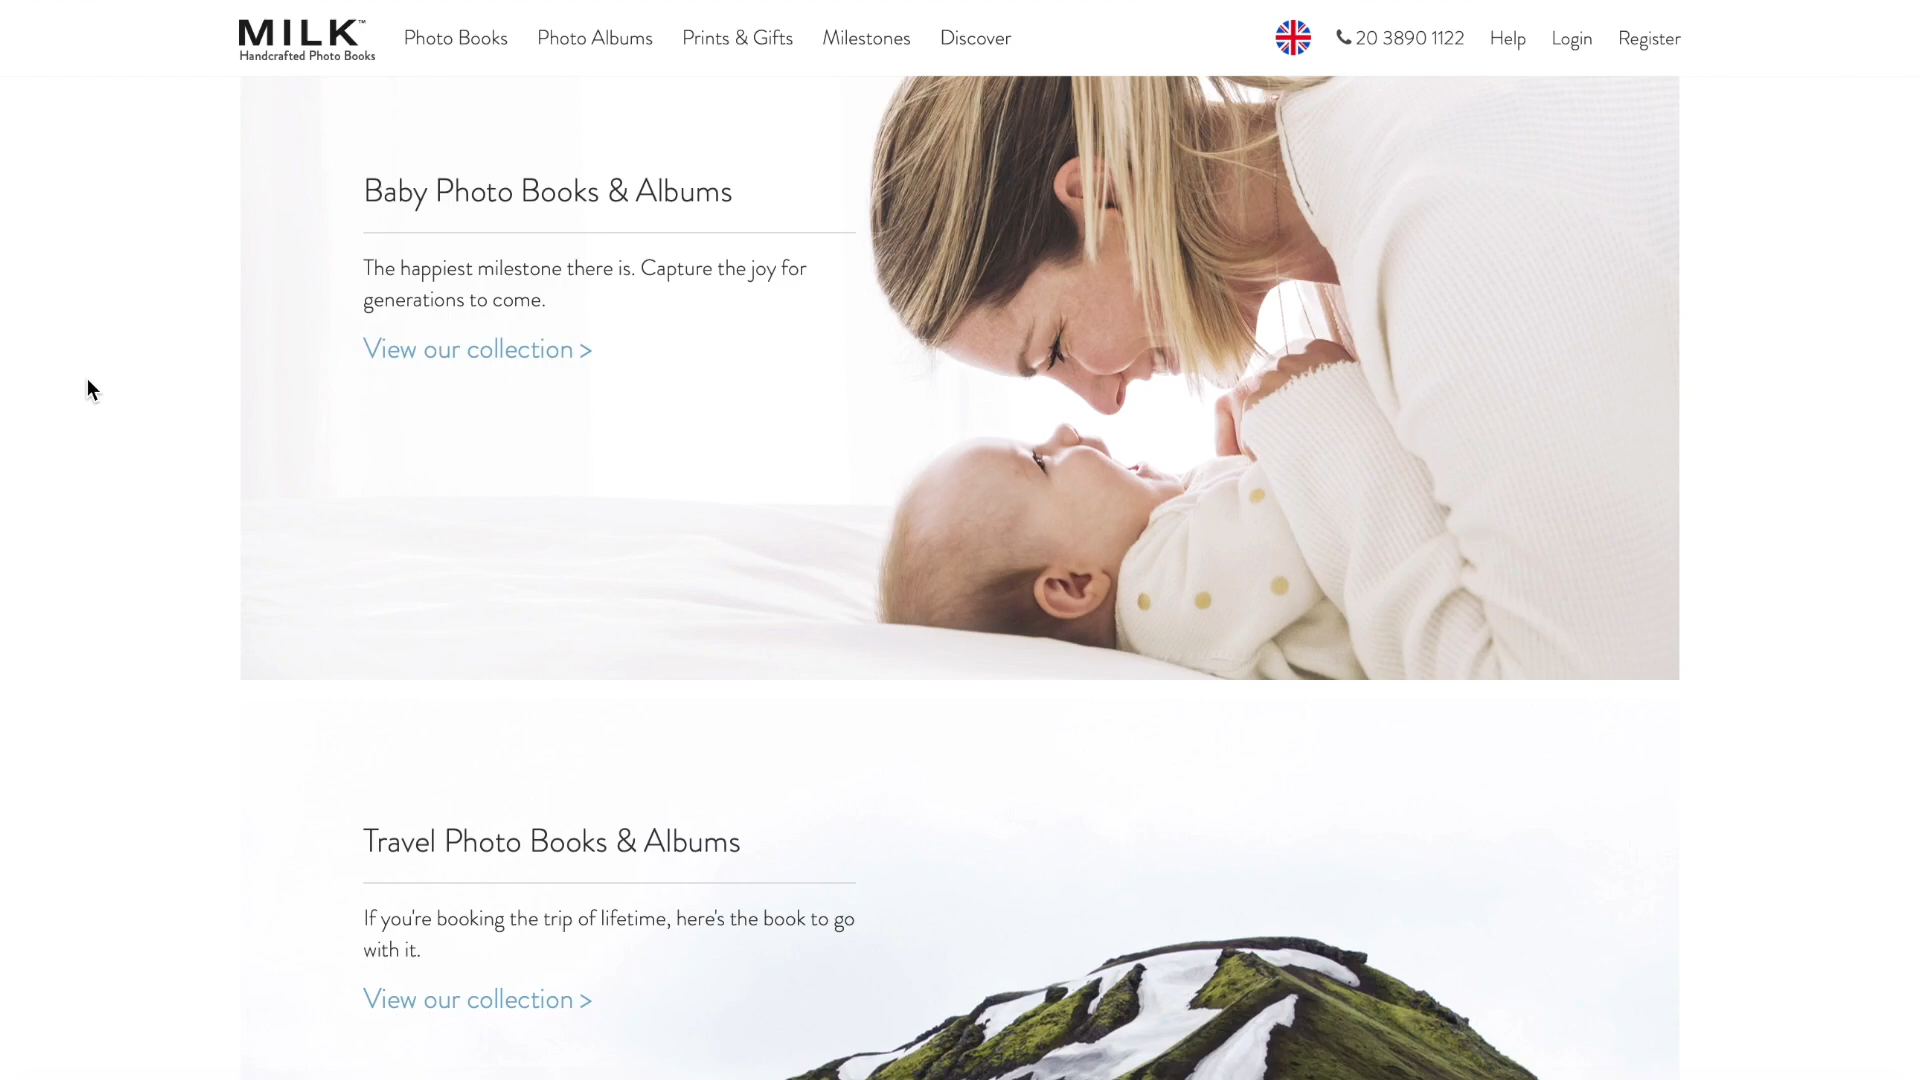 MILK™
Handcrafted Photo Books
Photo Books
Photo Albums
Prints & Gifts
Milestones
Discover
20 3890 1122
Help
Login
Register
Baby Photo Books & Albums
The happiest milestone there is. Capture the joy for
generations to come.
View our collection >
Travel Photo Books & Albums
If you're booking the trip of lifetime, here's the book to go
with it.
View our collection >